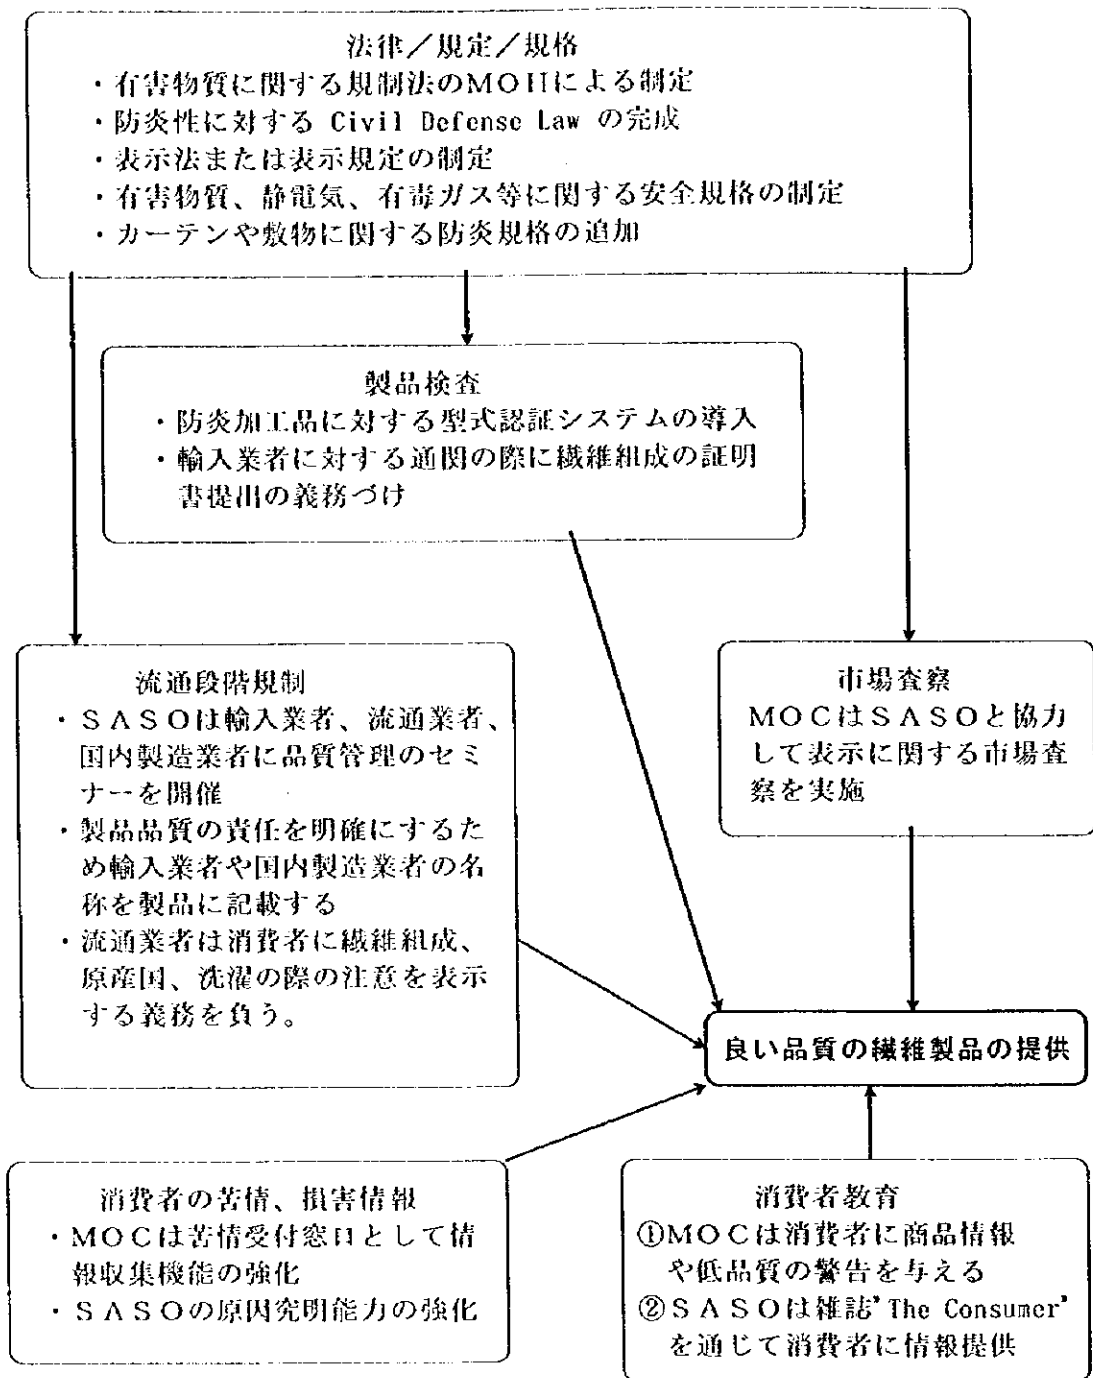 法律／規定／規格
・有害物質に関する規制法のMOHによる制定
・防炎性に対する Civil Defense Law の完成
・表示法または表示規定の制定
・有害物質、静電気、有毒ガス等に関する安全規格の制定
・カーテンや敷物に関する防炎規格の追加
製品検査
・防炎加工品に対する型式認証システムの導入
・輸入業者に対する通関の際に繊維組成の証明
書提出の義務づけ
流通段階規制
・SASOは輸入業者、流通業者、
国内製造業者に品質管理のセミ
ナーを開催
・製品品質の責任を明確にするた
め輸入業者や国内製造業者の名
称を製品に記載する
・流通業者は消費者に繊維組成、
原産国、洗濯の際の注意を表示
する義務を負う。
市場査察
MOCはSASOと協力
して表示に関する市場査
察を実施
良い品質の繊維製品の提供
消費者の苦情、損害情報
・MOCは苦情受付窓口として情
報収集機能の強化
・SASOの原因究明能力の強化
消費者教育
①MOCは消費者に商品情報
や低品質の警告を与える
②SASOは雑誌’The Consumer’
を通じて消費者に情報提供